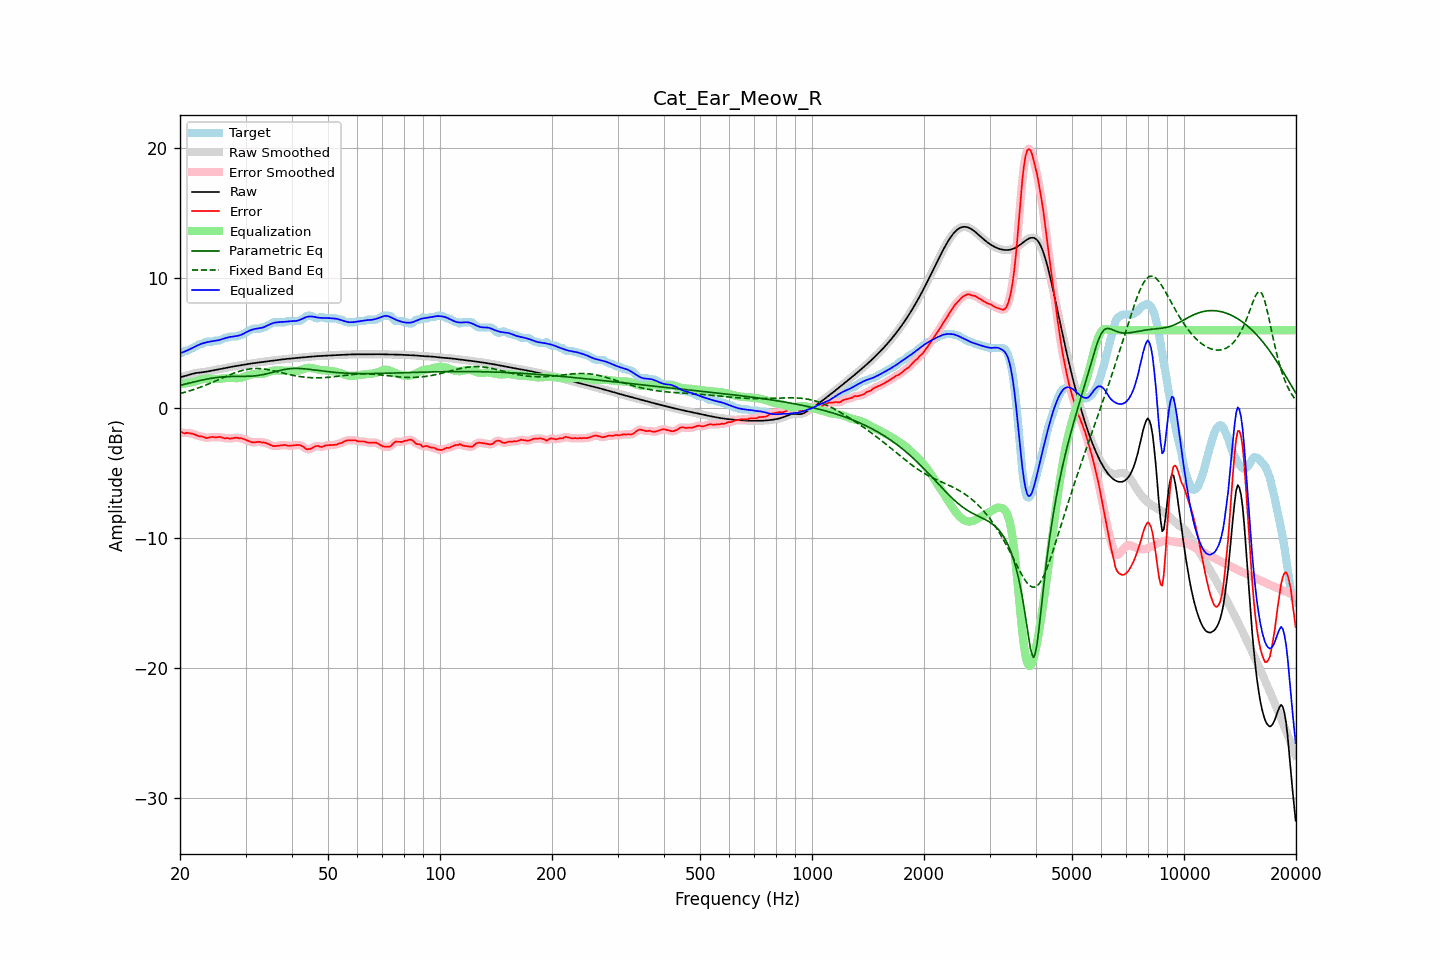 Cat_Ear_Meow_R
Target
Raw Smoothed
Error Smoothed
Raw
Error
Equalization
Parametric Eq
Fixed Band Eq
Equalized
20
10
0
−10
−20
−30
Amplitude (dBr)
20
50
100
200
500
1000
2000
5000
10000
20000
Frequency (Hz)